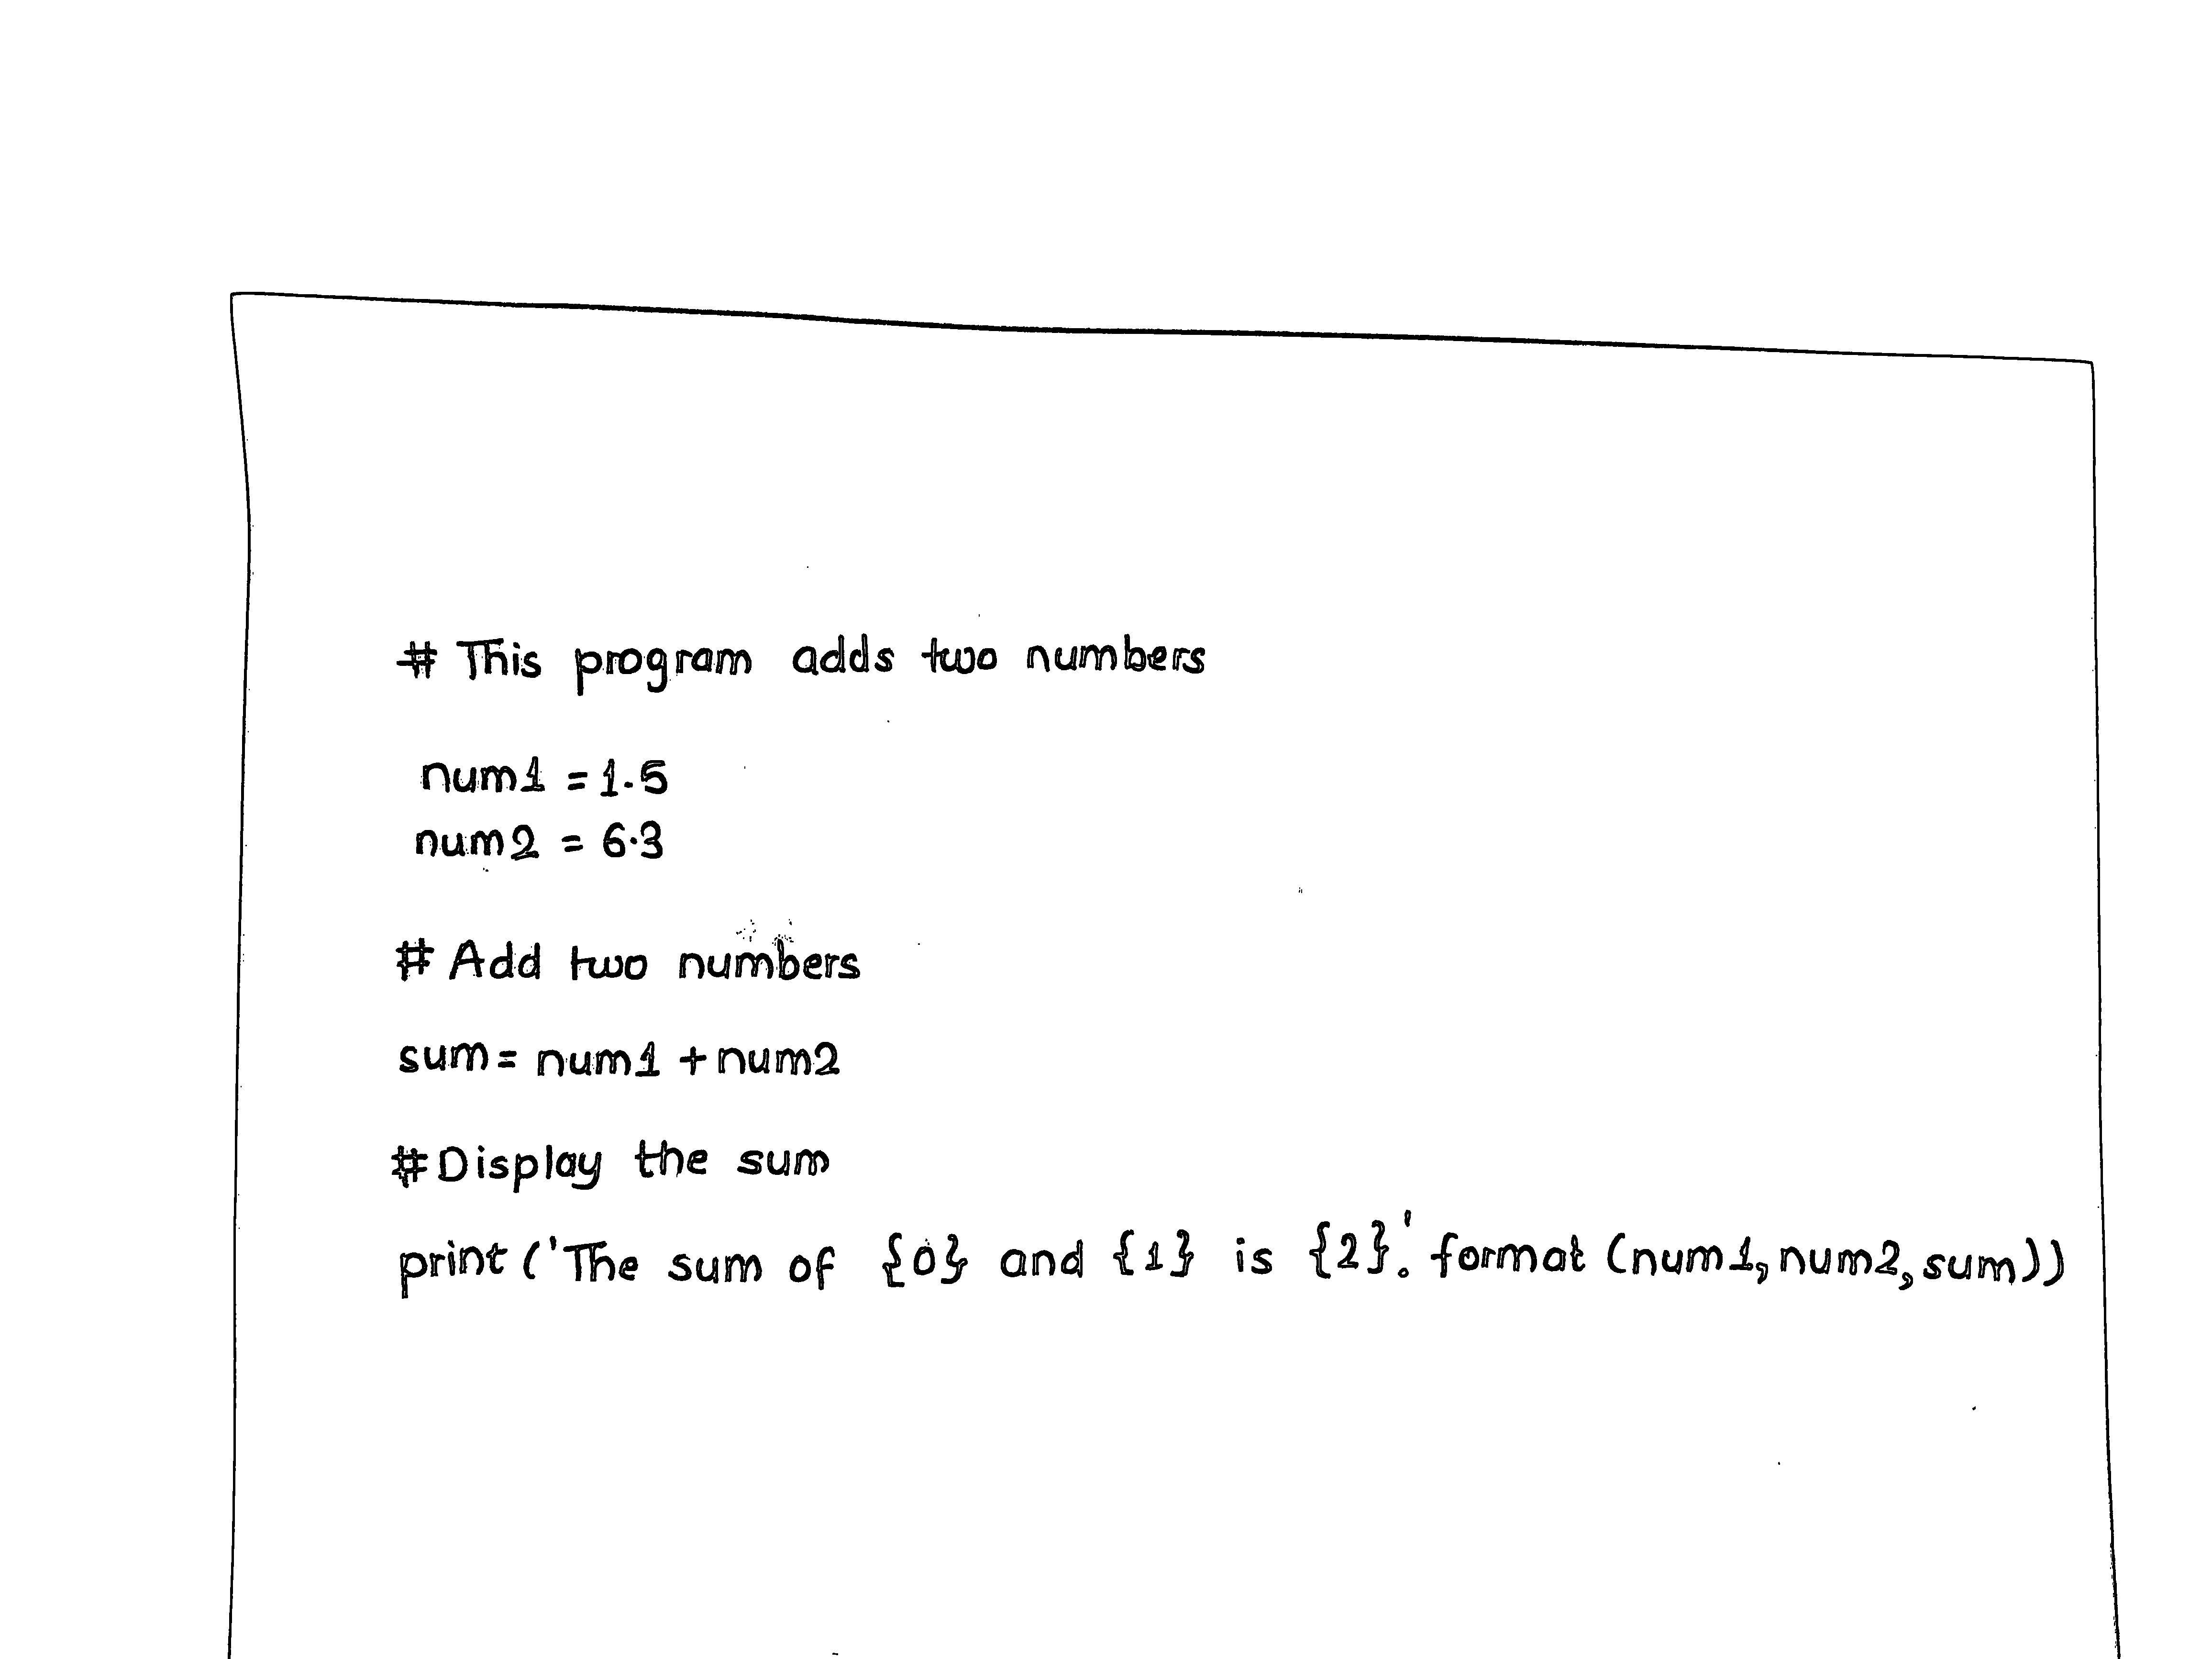 # This program adds two numbers
num1 = 1.5
num2 = 6.3
# Add two numbers
sum= num1 + num2
#Display the sum
print ('The sum of {0} and {1} is {2}'. format (num1, num2, sum))